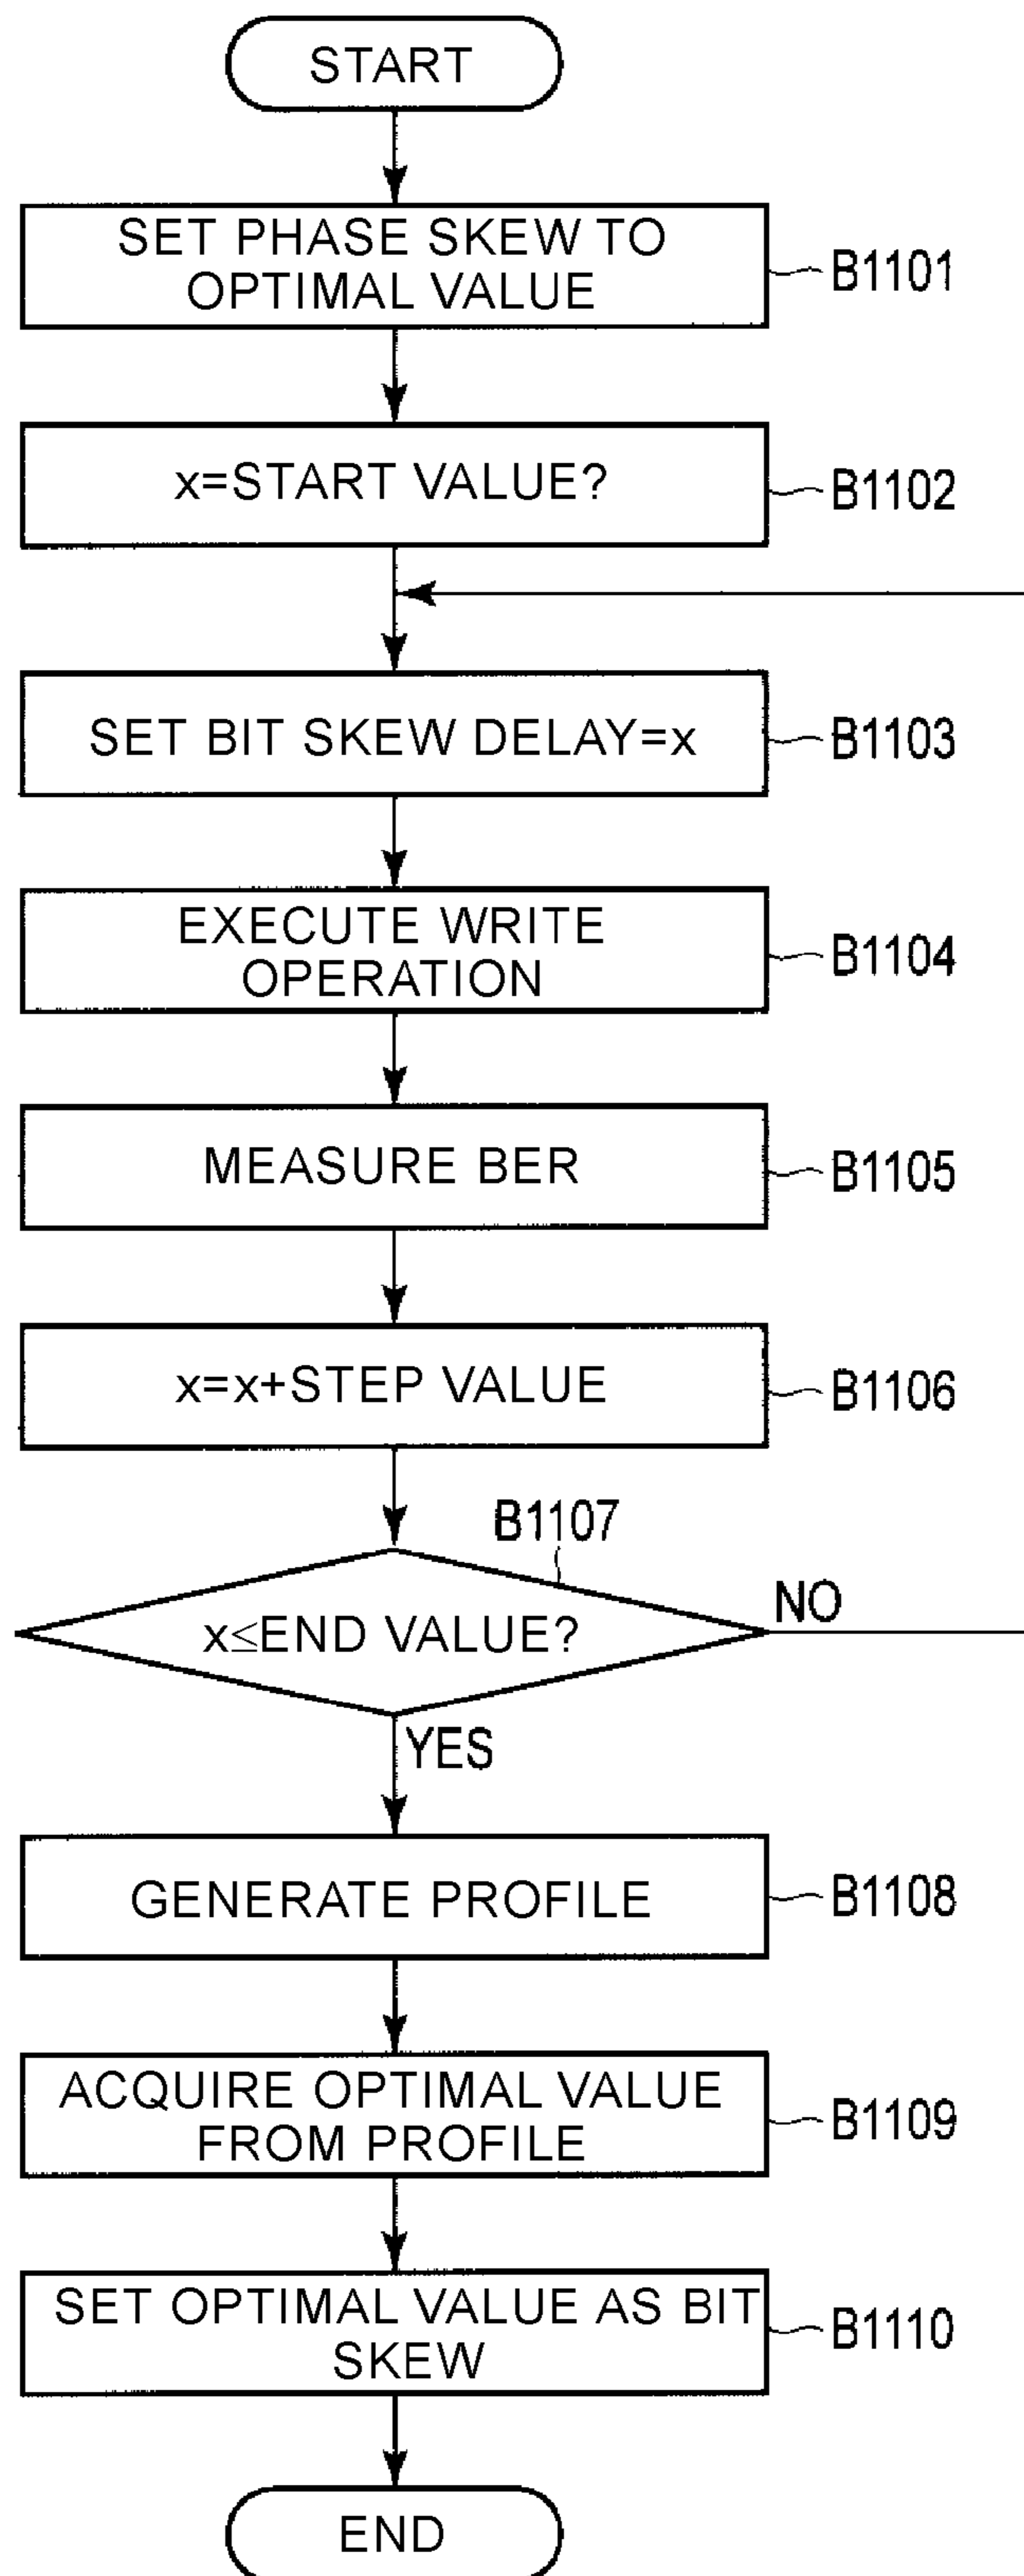 START
SET PHASE SKEW TO
OPTIMAL VALUE
B1101
x=START VALUE?
B1102
SET BIT SKEW DELAY=x
B1103
EXECUTE WRITE
OPERATION
B1104
MEASURE BER
B1105
x=x+STEP VALUE
B1106
B1107
x≤END VALUE?
NO
YES
GENERATE PROFILE
B1108
ACQUIRE OPTIMAL VALUE
FROM PROFILE
B1109
SET OPTIMAL VALUE AS BIT
SKEW
B1110
END